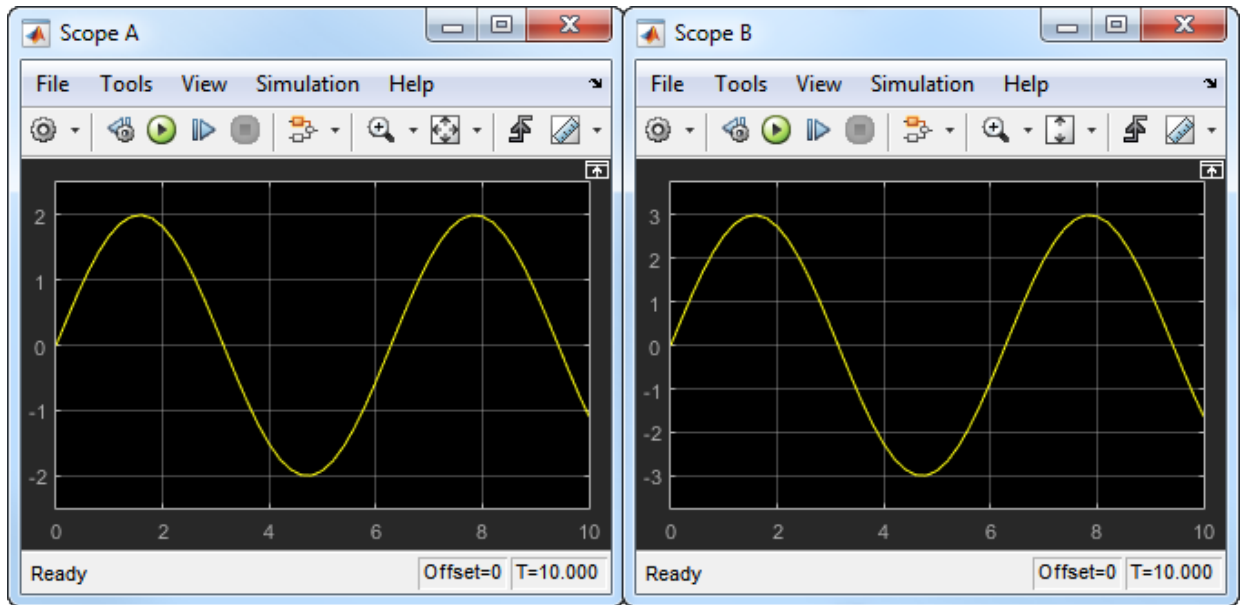 Scope A
File Tools View Simulation Help
2
1
0
-1
-2
0 2 4 6 8 10
Ready Offset=0 T=10.000
Scope B
File Tools View Simulation Help
3
2
1
0
-1
-2
-3
0 2 4 6 8 10
Ready Offset=0 T=10.000